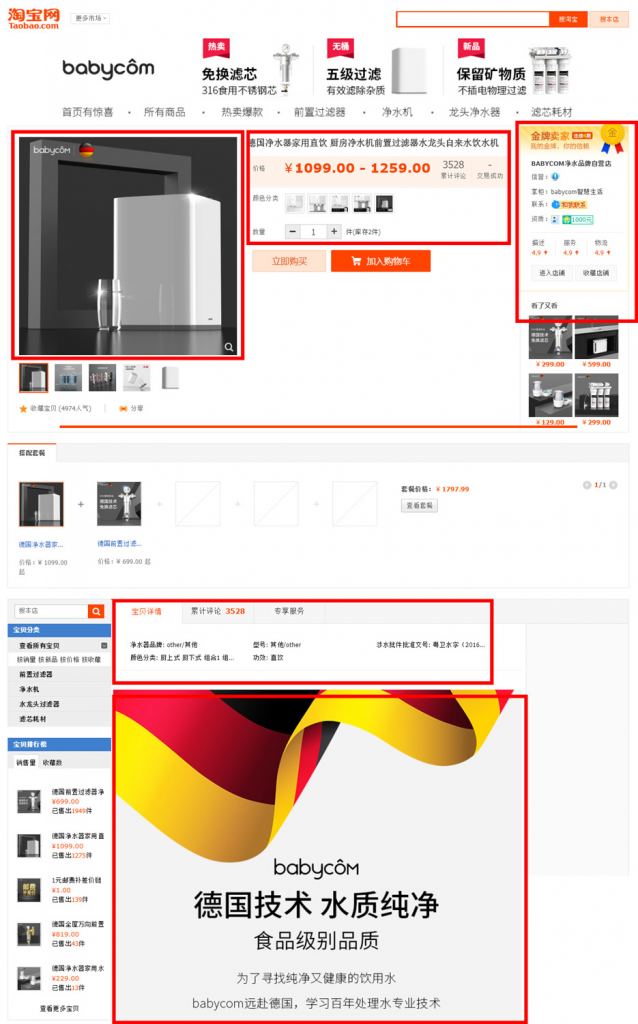 淘宝网
Taobao.com
更多市场
搜淘宝
搜本店
babycôm
热卖
免换滤芯
316食用不锈钢芯
无桶
五级过滤
有效滤除杂质
新品
保留矿物质
不插电物理过滤
首页有惊喜 • 所有商品 • 热卖爆款 • 前置过滤器 • 净水机 • 龙头净水器 • 滤芯耗材
babycôm
德国净水器家用直饮 厨房净水机前置过滤器水龙头自来水饮水机
价格 ¥1099.00 - 1259.00
3528
累计评论
-
交易成功
颜色分类
数量 1 件(库存2件)
立即购买
加入购物车
收藏宝贝 (4974人气)
分享
金牌卖家
金
我的金牌，你的信赖
BABYCOM净水品牌自营店
信誉：
掌柜：babycom智慧生活
联系：和我联系
资质：1000元
描述 服务 物流
4.9 4.9 4.9
进入店铺 收藏店铺
看了又看
¥299.00 ¥599.00
¥129.00 ¥299.00
搭配套餐
德国净水器家...
价格：¥ 1099.00 起
德国前置过滤...
价格：¥ 699.00 起
套餐价格：¥ 1797.99
查看套餐
1/1
搜本店
宝贝分类
查看所有宝贝
按销量 按新品 按价格 按收藏
前置过滤器
净水机
水龙头过滤器
滤芯耗材
宝贝排行榜
销售量 收藏数
德国前置过滤器净
¥699.00
已售出1949件
德国净水器家用直
¥1099.00
已售出1275件
1元邮费补差价链
¥1.00
已售出139件
德国全屋万向前置
¥819.00
已售出43件
德国净水器家用水
¥229.00
已售出13件
查看更多宝贝
宝贝详情
累计评论 3528
专享服务
净水器品牌: other/其他
型号: 其他/other
涉水批件批准文号: 粤卫水字（2016...
颜色分类: 厨上式 厨下式 组合1 组...
功效: 直饮
babycôm
德国技术 水质纯净
食品级别品质
为了寻找纯净又健康的饮用水
babycom远赴德国，学习百年处理水专业技术